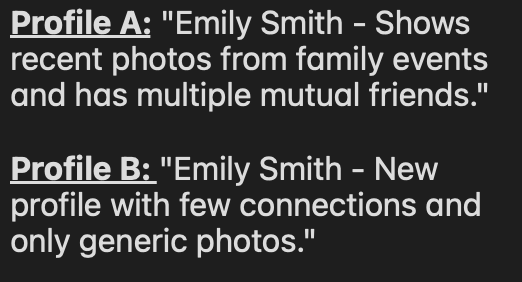 Profile A: "Emily Smith - Shows
recent photos from family events
and has multiple mutual friends."
Profile B: "Emily Smith - New
profile with few connections and
only generic photos."